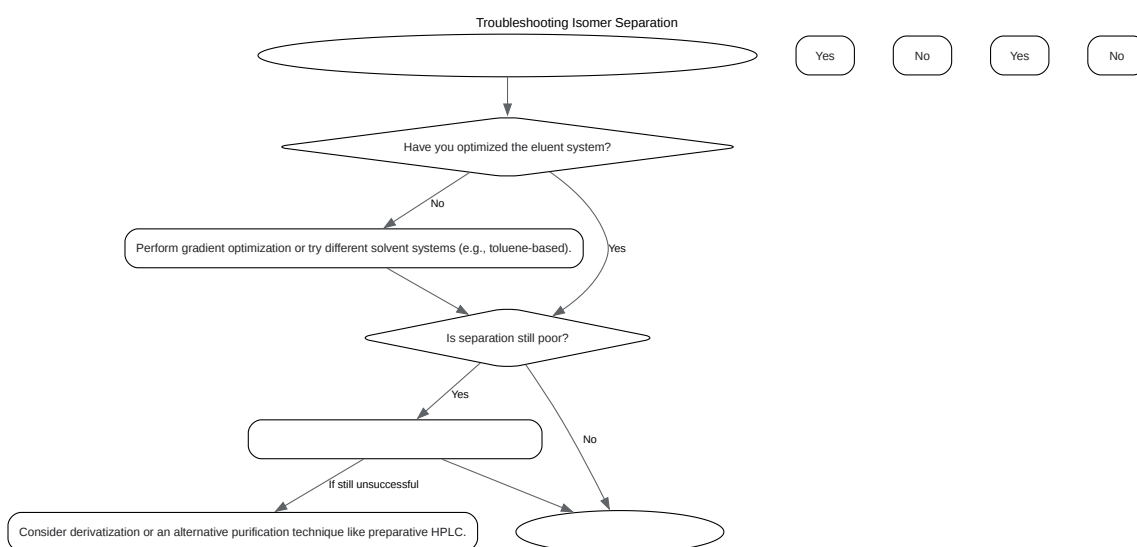 Troubleshooting Isomer Separation
Yes
No
Yes
No
Have you optimized the eluent system?
No
Perform gradient optimization or try different solvent systems (e.g., toluene-based).
Yes
Is separation still poor?
Yes
No
If still unsuccessful
Consider derivatization or an alternative purification technique like preparative HPLC.